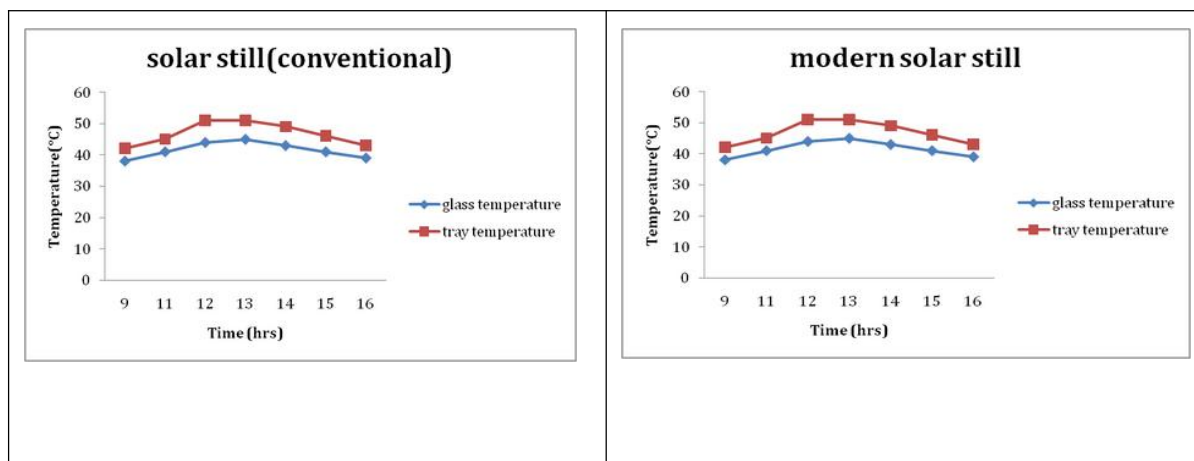 solar still(conventional)
60
50
40
30
20
10
0
Temperature(°C)
9 11 12 13 14 15 16
Time (hrs)
glass temperature
tray temperature
modern solar still
60
50
40
30
20
10
0
Temperature(°C)
9 11 12 13 14 15 16
Time (hrs)
glass temperature
tray temperature